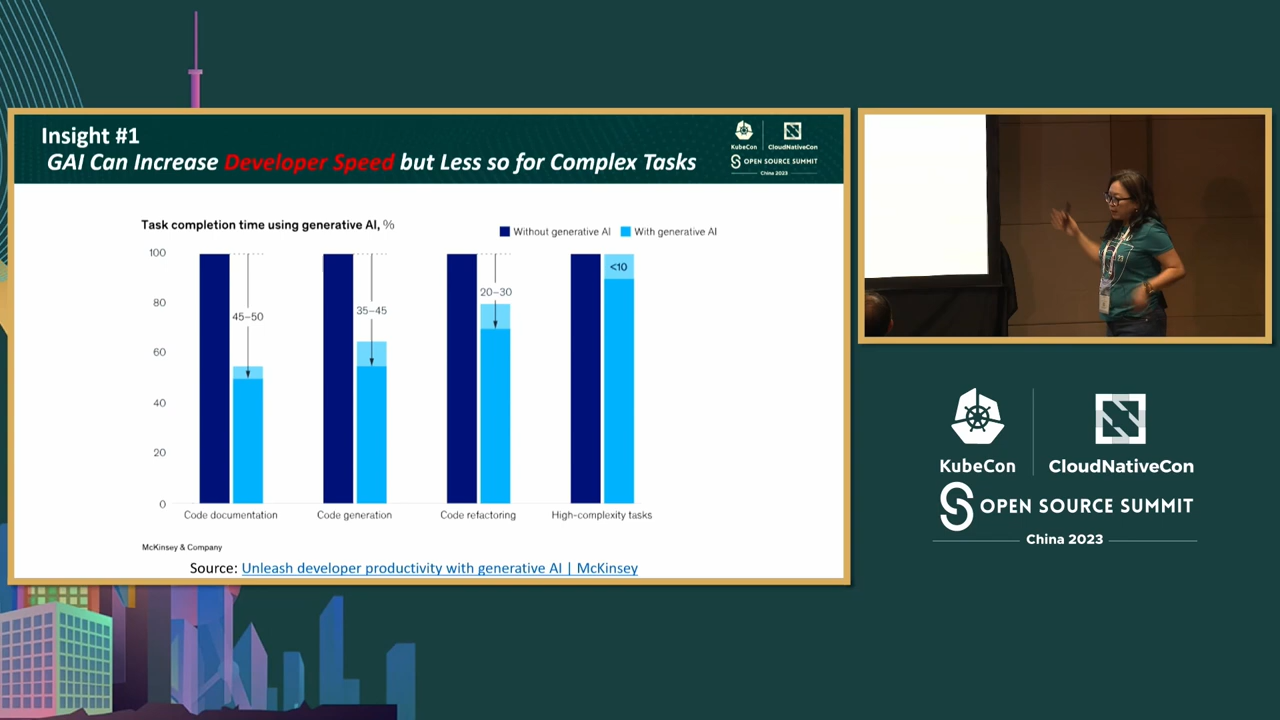 Insight #1
GAI Can Increase Developer Speed but Less so for Complex Tasks
KubeCon
CloudNativeCon
OPEN SOURCE SUMMIT
China 2023
Task completion time using generative AI, %
Without generative AI
With generative AI
100
80
60
40
20
0
45–50
35–45
20–30
<10
Code documentation
Code generation
Code refactoring
High-complexity tasks
McKinsey & Company
Source: Unleash developer productivity with generative AI | McKinsey
KubeCon
CloudNativeCon
OPEN SOURCE SUMMIT
China 2023